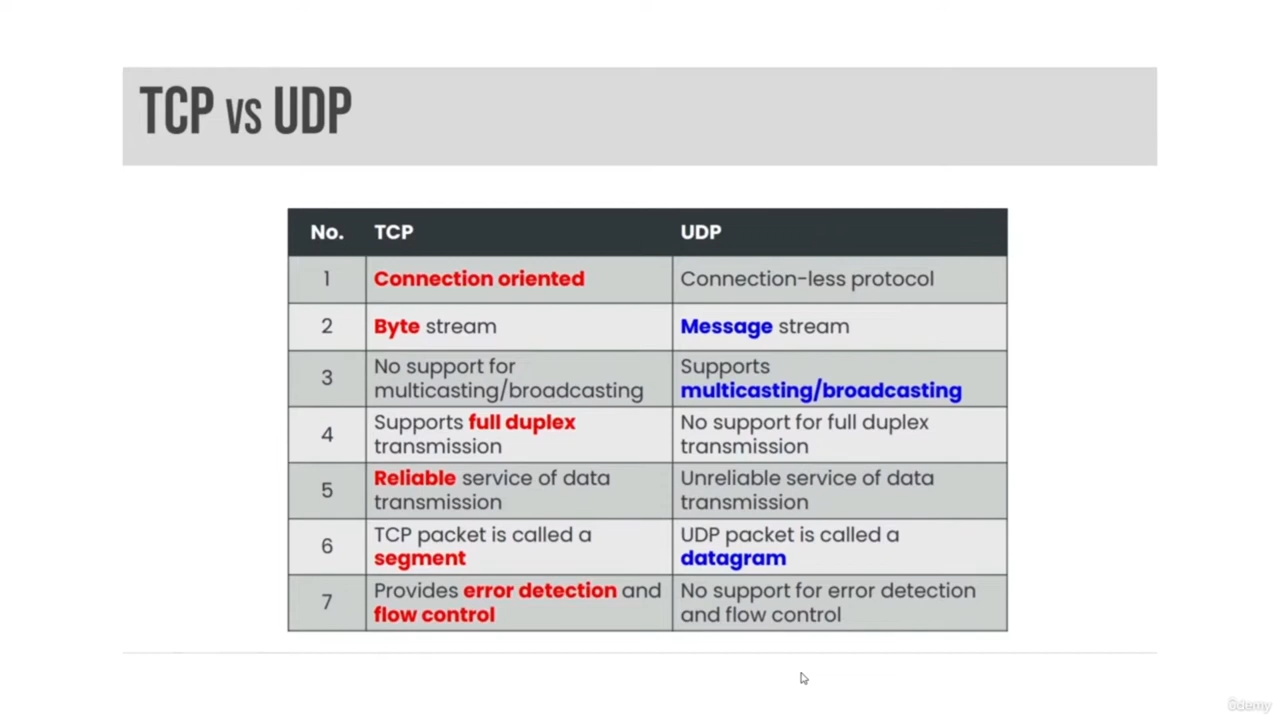 TCP vs UDP
No. TCP UDP
1 Connection oriented Connection-less protocol
2 Byte stream Message stream
3 No support for multicasting/broadcasting Supports multicasting/broadcasting
4 Supports full duplex transmission No support for full duplex transmission
5 Reliable service of data transmission Unreliable service of data transmission
6 TCP packet is called a segment UDP packet is called a datagram
7 Provides error detection and flow control No support for error detection and flow control
ûdemy